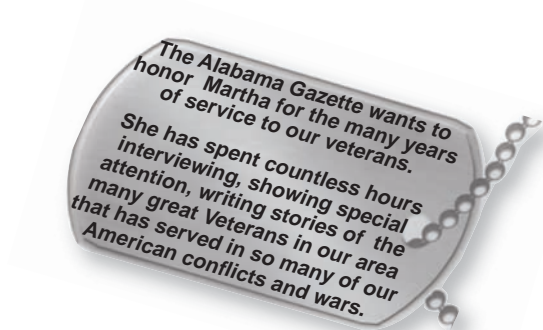 The Alabama Gazette wants to
honor Martha for the many years
of service to our veterans.
She has spent countless hours
interviewing, showing special
attention, writing stories of the
many great Veterans in our area
that has served in so many of our
American conflicts and wars.